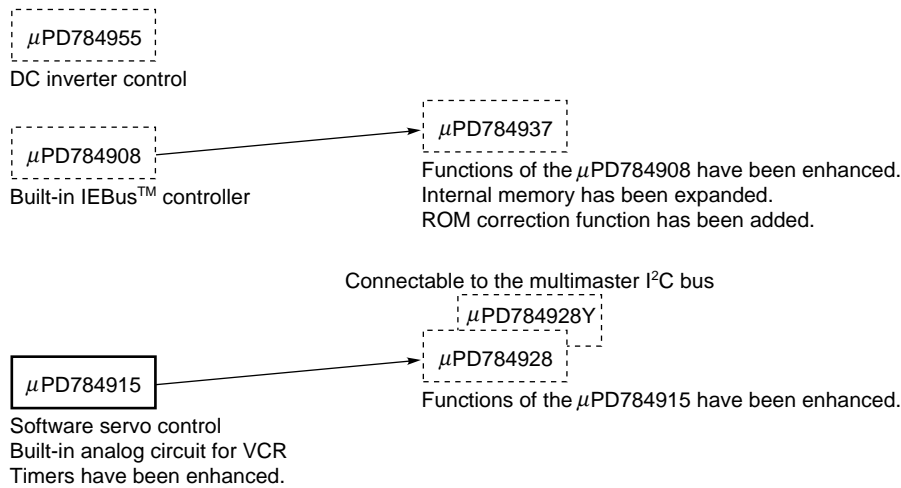 μPD784955
DC inverter control
μPD784908
Built-in IEBus™ controller
μPD784937
Functions of the μPD784908 have been enhanced.
Internal memory has been expanded.
ROM correction function has been added.
Connectable to the multimaster I²C bus
μPD784928Y
μPD784928
Functions of the μPD784915 have been enhanced.
μPD784915
Software servo control
Built-in analog circuit for VCR
Timers have been enhanced.